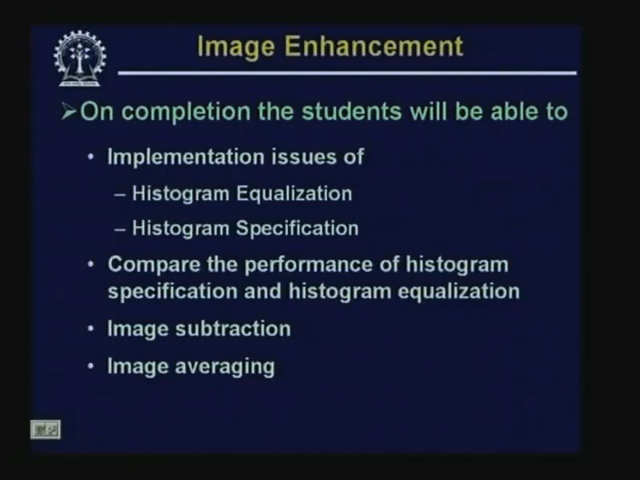 Image Enhancement
➢On completion the students will be able to
• Implementation issues of
– Histogram Equalization
– Histogram Specification
• Compare the performance of histogram
specification and histogram equalization
• Image subtraction
• Image averaging